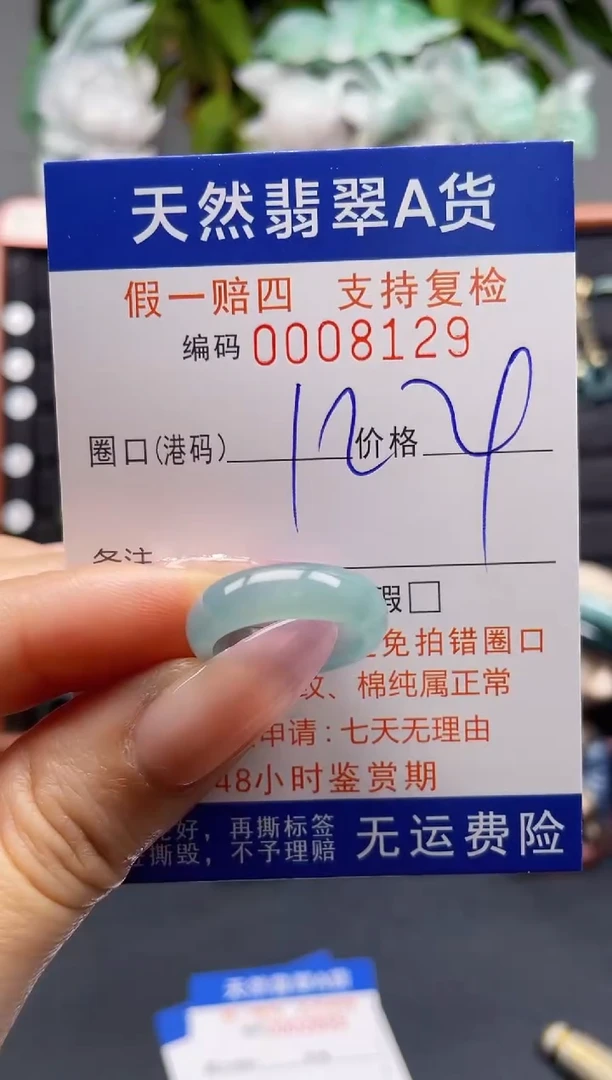 天然翡翠A货
假一赔四 支持复检
编码 0008129
圈口(港码) 12 价格
备注
假□
免拍错圈口
纹、棉纯属正常
申请：七天无理由
48小时鉴赏期
好，再撕标签
撕毁，不予理赔
无运费险